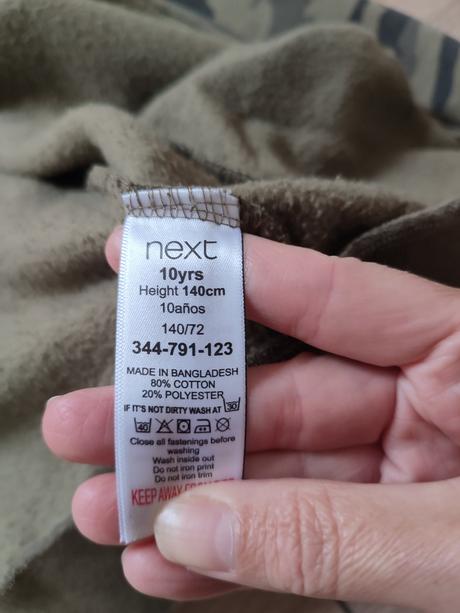 next
10yrs
Height 140cm
10años
140/72
344-791-123
MADE IN BANGLADESH
80% COTTON
20% POLYESTER
IF IT'S NOT DIRTY WASH AT 30
40
Close all fastenings before
washing
Wash inside out
Do not iron print
Do not iron trim
KEEP AWAY